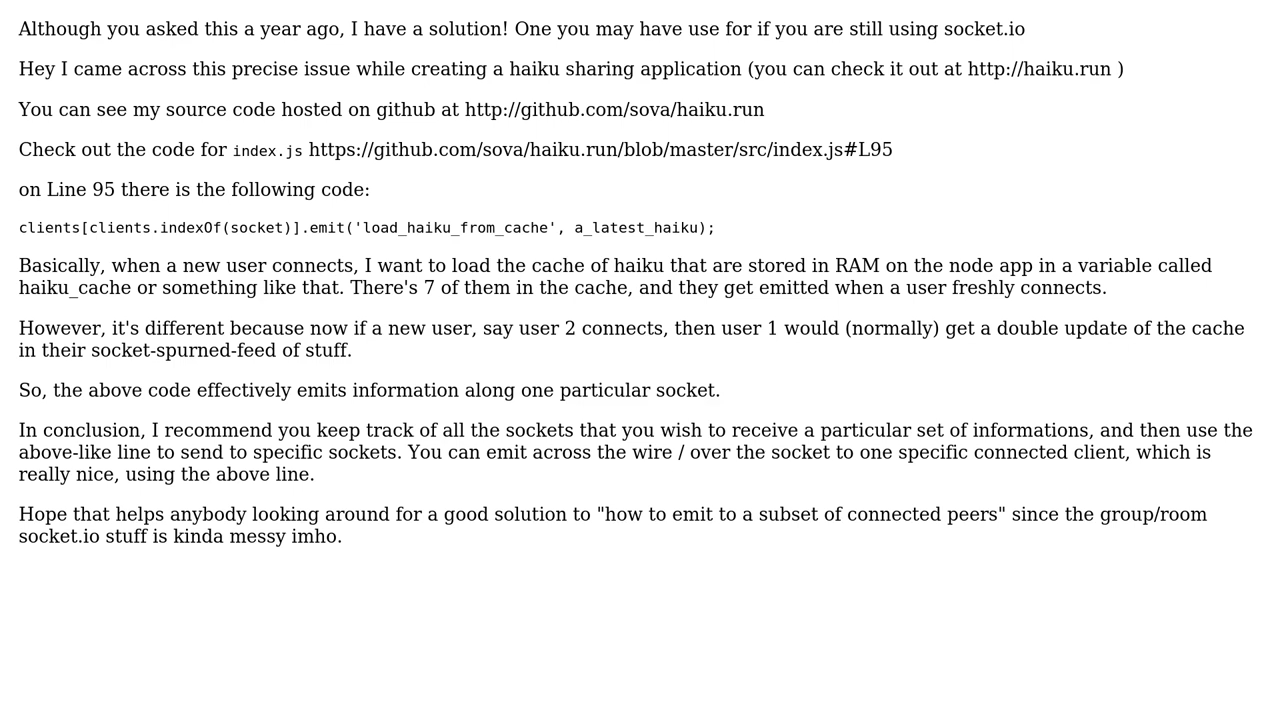 Although you asked this a year ago, I have a solution! One you may have use for if you are still using socket.io
Hey I came across this precise issue while creating a haiku sharing application (you can check it out at http://haiku.run )
You can see my source code hosted on github at http://github.com/sova/haiku.run
Check out the code for index.js https://github.com/sova/haiku.run/blob/master/src/index.js#L95
on Line 95 there is the following code:
clients[clients.indexOf(socket)].emit('load_haiku_from_cache', a_latest_haiku);
Basically, when a new user connects, I want to load the cache of haiku that are stored in RAM on the node app in a variable called
haiku_cache or something like that. There's 7 of them in the cache, and they get emitted when a user freshly connects.
However, it's different because now if a new user, say user 2 connects, then user 1 would (normally) get a double update of the cache
in their socket-spurned-feed of stuff.
So, the above code effectively emits information along one particular socket.
In conclusion, I recommend you keep track of all the sockets that you wish to receive a particular set of informations, and then use the
above-like line to send to specific sockets. You can emit across the wire / over the socket to one specific connected client, which is
really nice, using the above line.
Hope that helps anybody looking around for a good solution to "how to emit to a subset of connected peers" since the group/room
socket.io stuff is kinda messy imho.